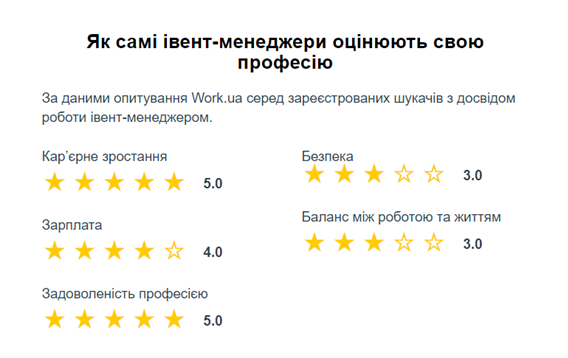 Як самі івент-менеджери оцінюють свою
професію
За даними опитування Work.ua серед зареєстрованих шукачів з досвідом
роботи івент-менеджером.
Кар’єрне зростання
5.0
Зарплата
4.0
Задоволеність професією
5.0
Безпека
3.0
Баланс між роботою та життям
3.0